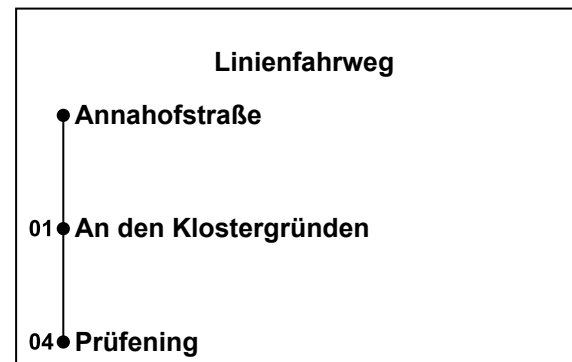 Linienfahrweg
Annahofstraße
01 An den Klostergründen
04 Prüfening